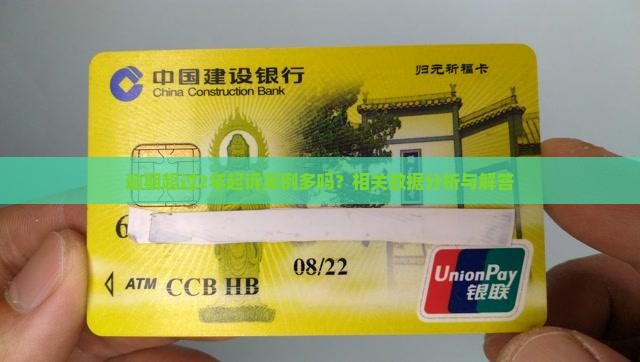 中国建设银行
China Construction Bank
归元祈福卡
逾期超过2年起诉案例多吗？相关数据分析与解答
6
ATM CCB HB
08/22
UnionPay
银联